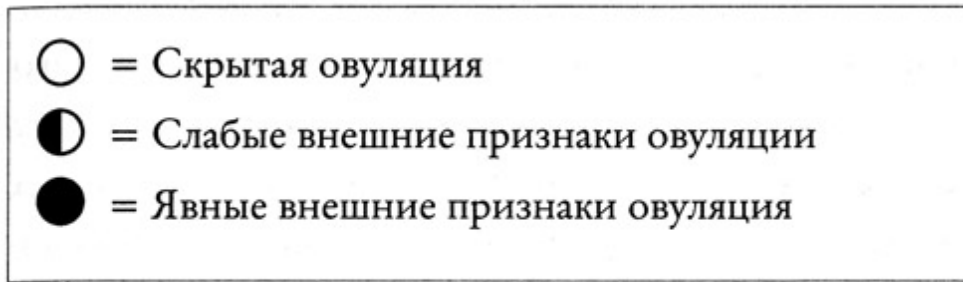 = Скрытая овуляция
= Слабые внешние признаки овуляции
= Явные внешние признаки овуляция